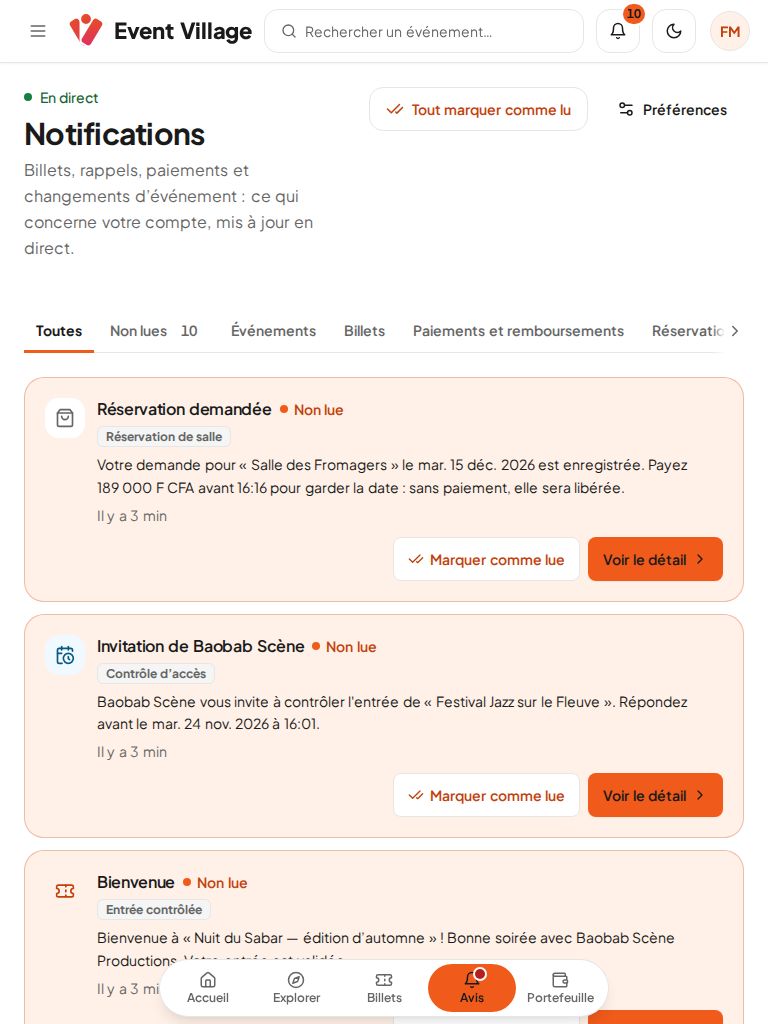 Event Village
Rechercher un événement…
10
FM
En direct
Notifications
Billets, rappels, paiements et
changements d’événement : ce qui
concerne votre compte, mis à jour en
direct.
Tout marquer comme lu
Préférences
Toutes
Non lues 10
Événements
Billets
Paiements et remboursements
Réservatio
Réservation demandée
Non lue
Réservation de salle
Votre demande pour « Salle des Fromagers » le mar. 15 déc. 2026 est enregistrée. Payez
189 000 F CFA avant 16:16 pour garder la date : sans paiement, elle sera libérée.
Il y a 3 min
Marquer comme lue
Voir le détail
Invitation de Baobab Scène
Non lue
Contrôle d’accès
Baobab Scène vous invite à contrôler l'entrée de « Festival Jazz sur le Fleuve ». Répondez
avant le mar. 24 nov. 2026 à 16:01.
Il y a 3 min
Marquer comme lue
Voir le détail
Bienvenue
Non lue
Entrée contrôlée
Bienvenue à « Nuit du Sabar — édition d’automne » ! Bonne soirée avec Baobab Scène
Productions.
Il y a 3 mi
Accueil
Explorer
Billets
Avis
Portefeuille